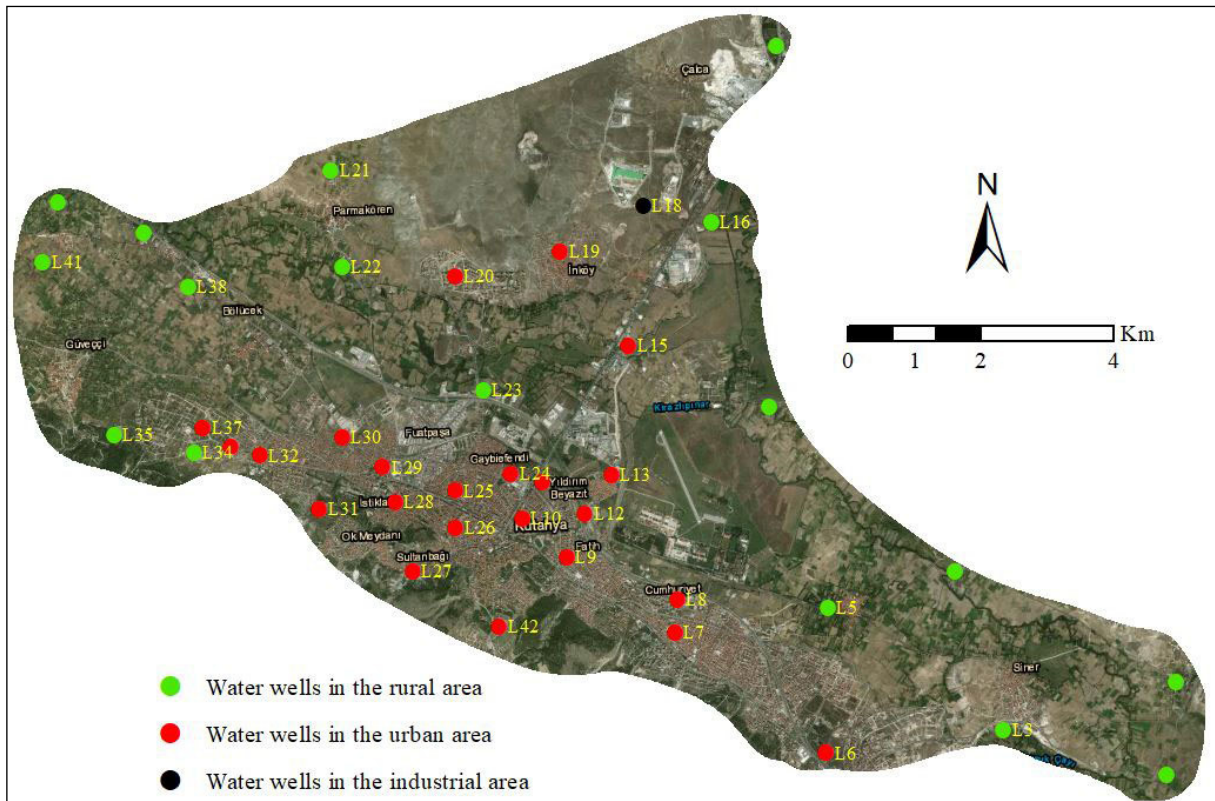 Çalca
L21
Parmakören
L18
L16
N
L19
İnköy
L41
L22
L20
L38
Bölücek
Km
0 1 2 4
Güveççi
L15
L23
Kirazlıpınar
L37
L35
L34
L32
L30
Fuatpaşa
L29
Gaybiefendi
L24
L13
Yıldırım
Beyazıt
L25
L28
L31
L10
L12
Kütahya
L26
Ok Meydanı
Sultanbağı
Fatih
L9
L27
Cumhuriyet
L8
L5
L42
L7
Siner
Water wells in the rural area
Water wells in the urban area
L3
L6
Water wells in the industrial area